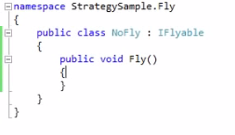 namespace StrategySample.Fly
{
public class NoFly : IFlyable
{
public void Fly()
{
}
}
}